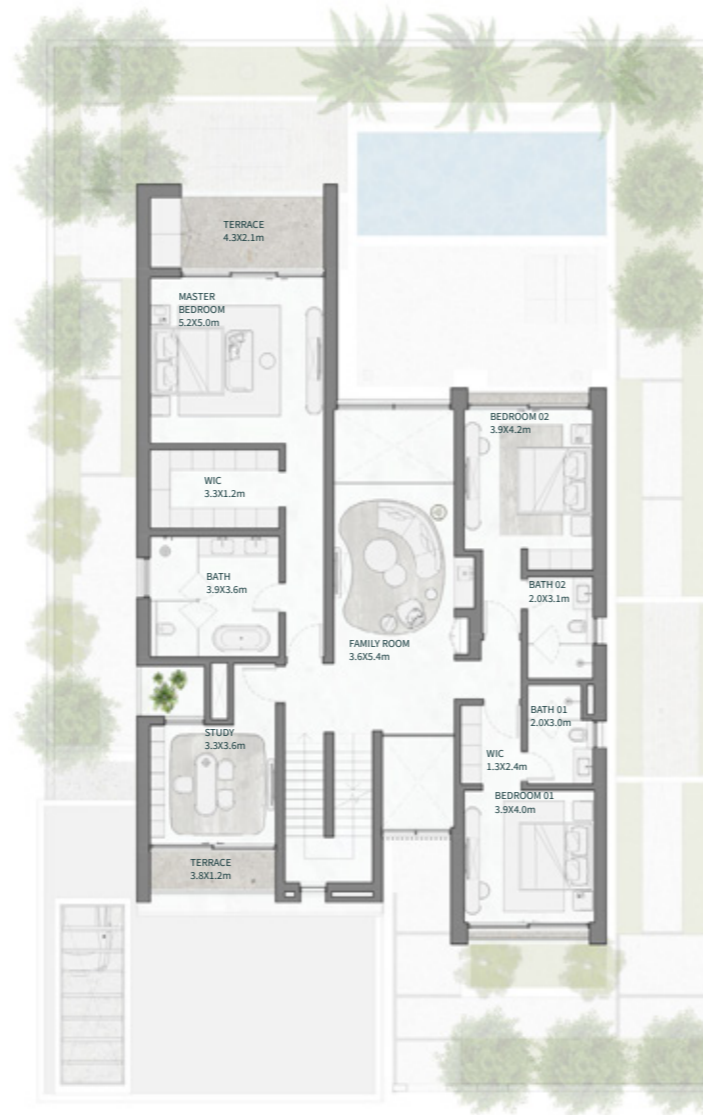 TERRACE
4.3X2.1m
MASTER
BEDROOM
5.2X5.0m
BEDROOM 02
3.9X4.2m
WIC
3.3X1.2m
BATH
3.9X3.6m
BATH 02
2.0X3.1m
FAMILY ROOM
3.6X5.4m
BATH 01
2.0X3.0m
STUDY
3.3X3.6m
WIC
1.3X2.4m
BEDROOM 01
3.9X4.0m
TERRACE
3.8X1.2m